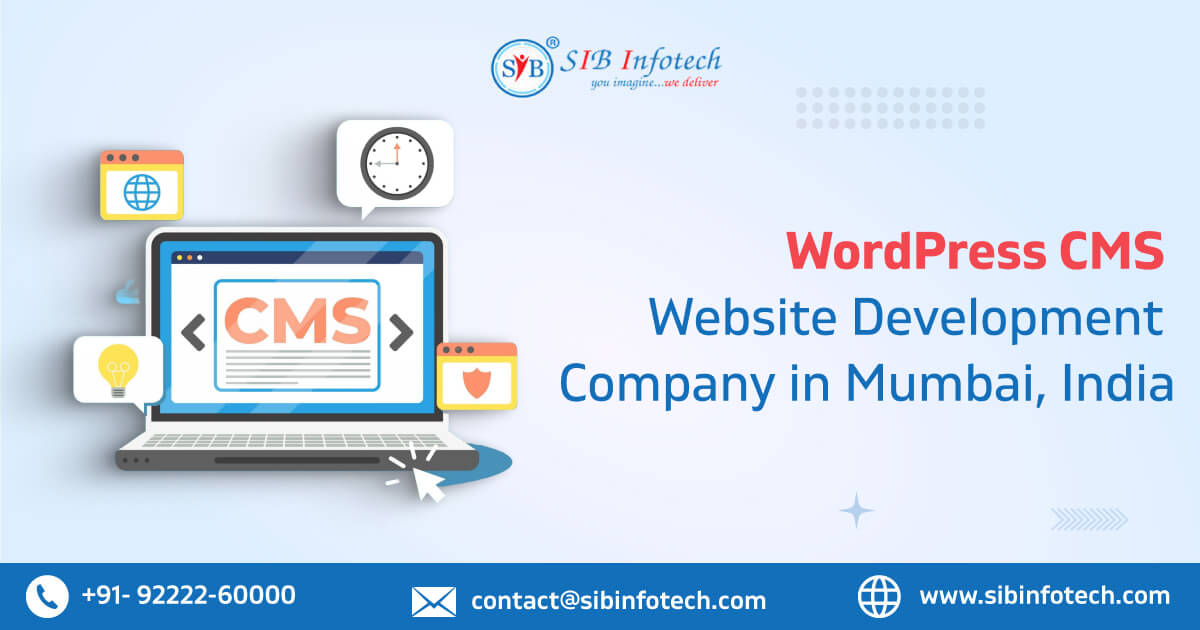 SYB
®
SIB Infotech
you imagine...we deliver
CMS
WordPress CMS
Website Development
Company in Mumbai, India
+91- 92222-60000
contact@sibinfotech.com
www.sibinfotech.com